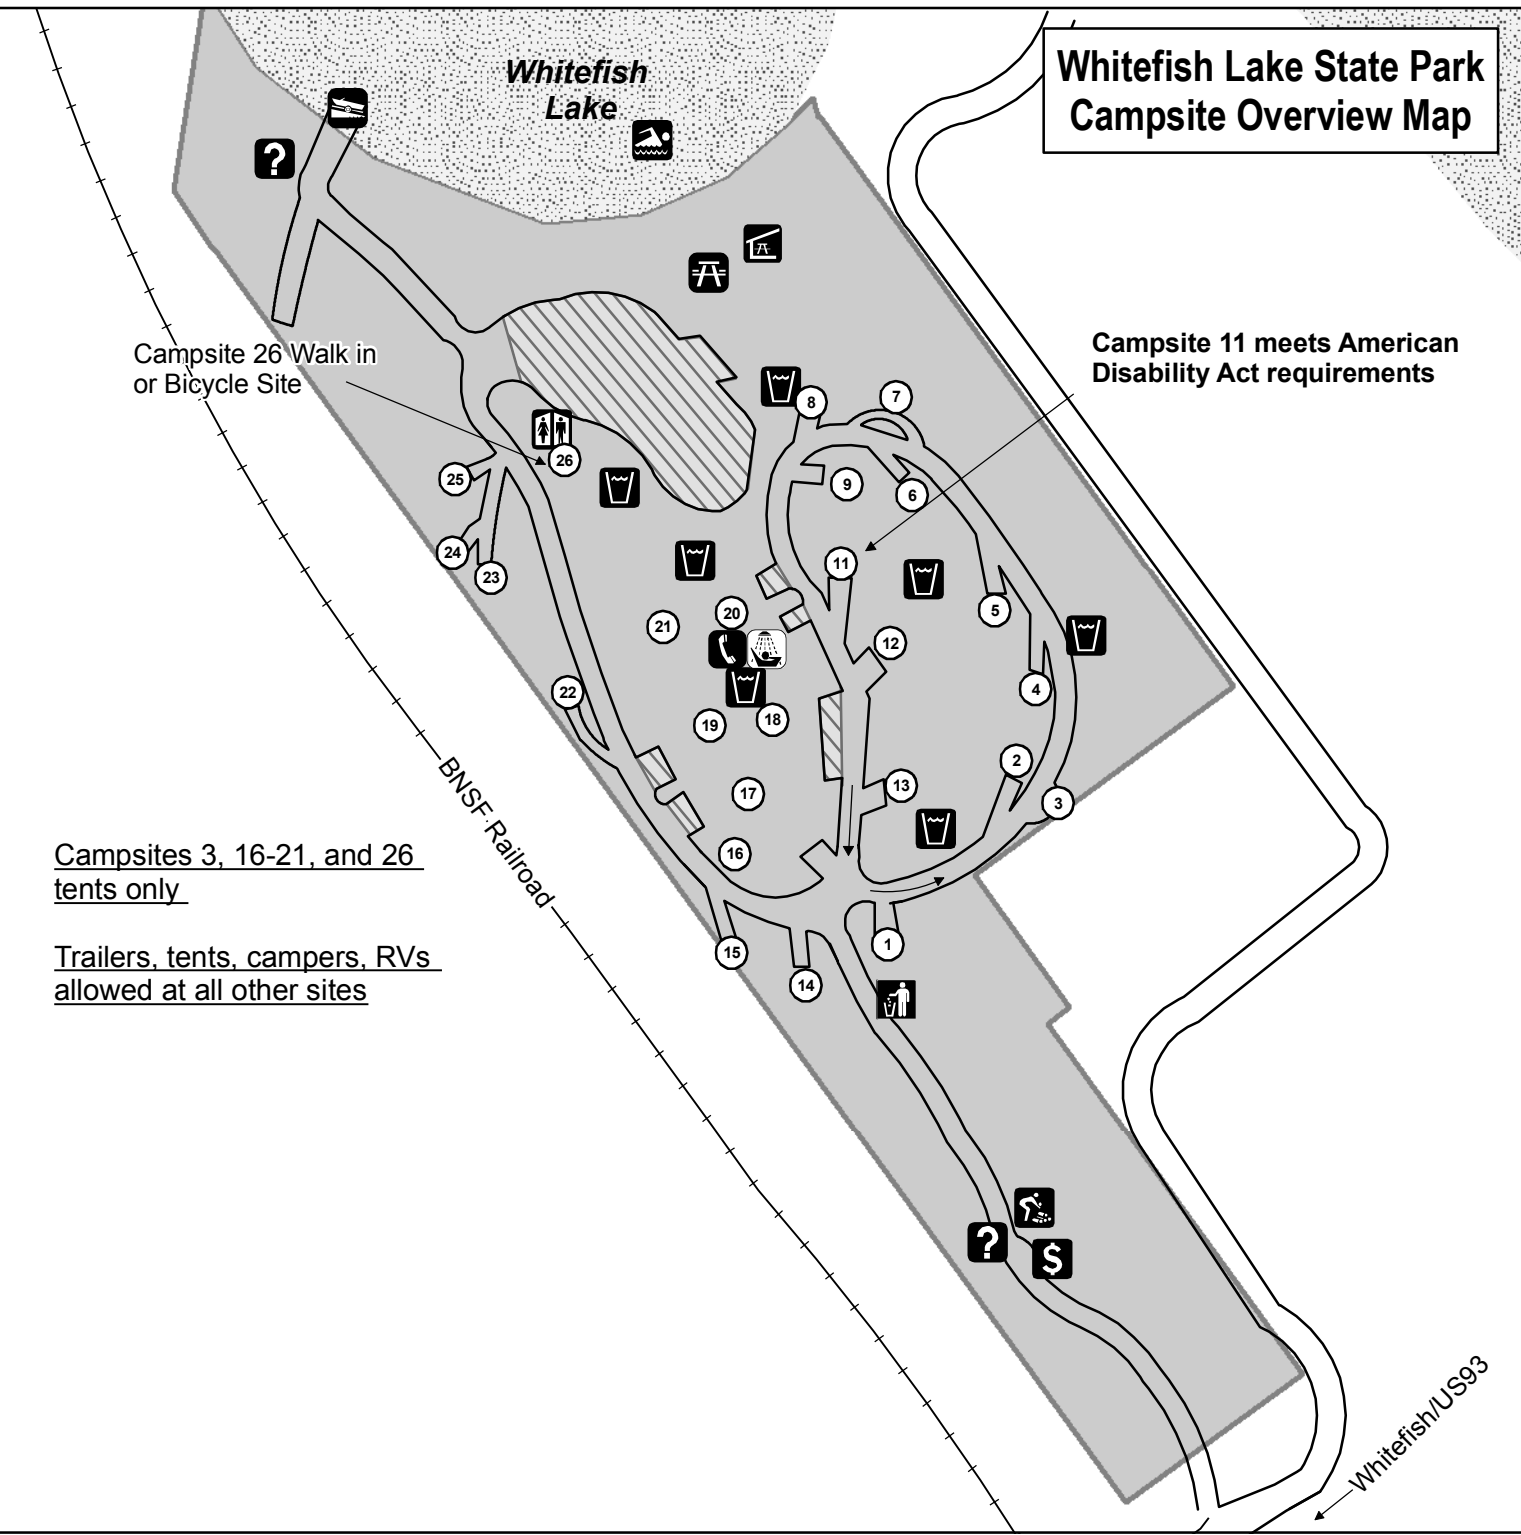 Whitefish Lake State Park
Campsite Overview Map
Whitefish
Lake
?
Campsite 26 Walk in
or Bicycle Site
Campsite 11 meets American
Disability Act requirements
8
7
26
25
9
6
24
23
11
5
20
21
12
4
22
19
18
2
13
17
3
BNSF Railroad
16
Campsites 3, 16-21, and 26
tents only
1
15
Trailers, tents, campers, RVs
allowed at all other sites
14
?
$
Whitefish/US93